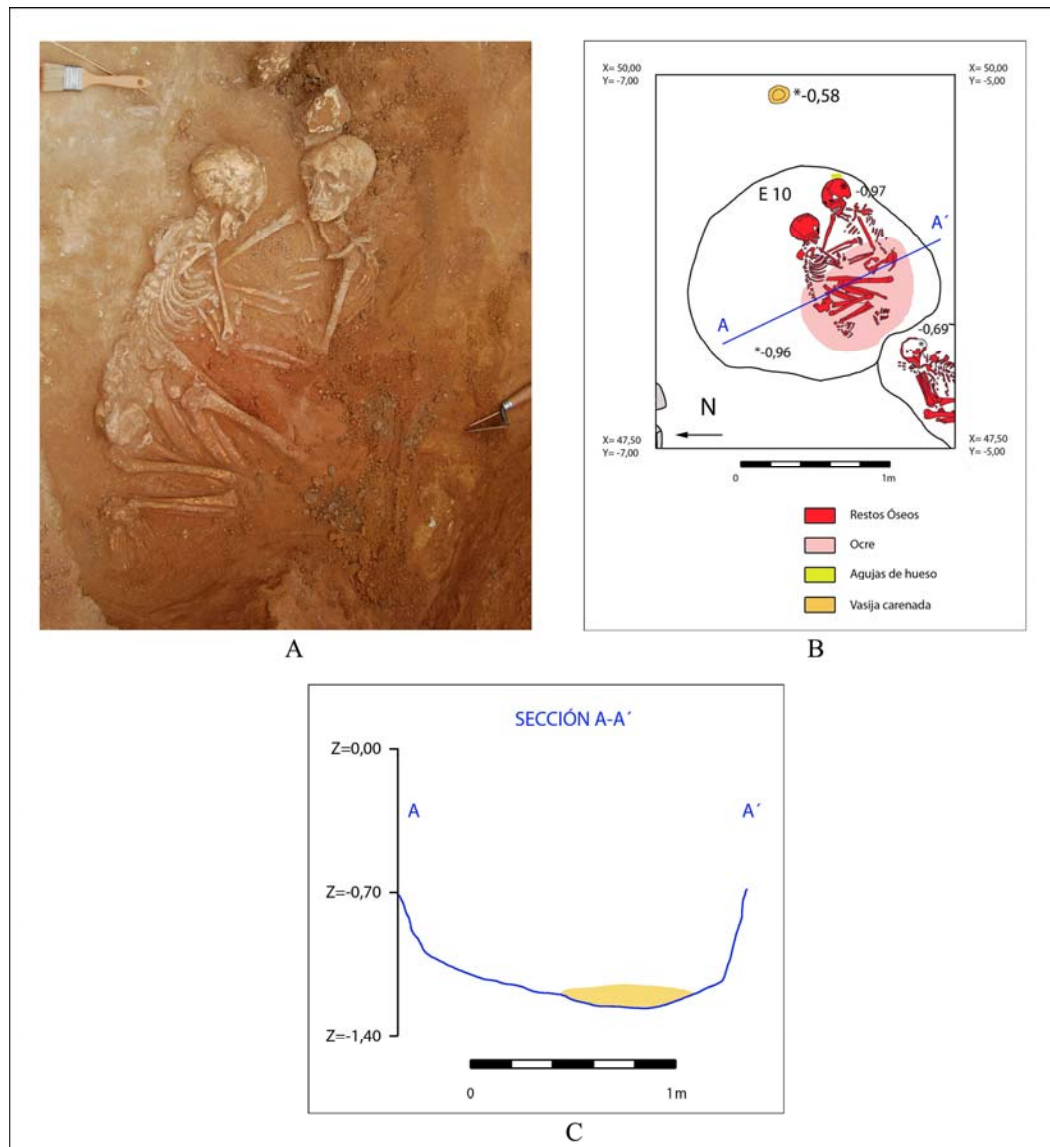 X= 50,00
Y= -7,00
X= 50,00
Y= -5,00
*-0,58
E 10
-0,97
A´
A
*-0,96
-0,69
N
X= 47,50
Y= -7,00
X= 47,50
Y= -5,00
0 1m
Restos Óseos
Ocre
Agujas de hueso
Vasija carenada
A
B
SECCIÓN A-A´
Z=0,00
A A´
Z=-0,70
Z=-1,40
0 1m
C